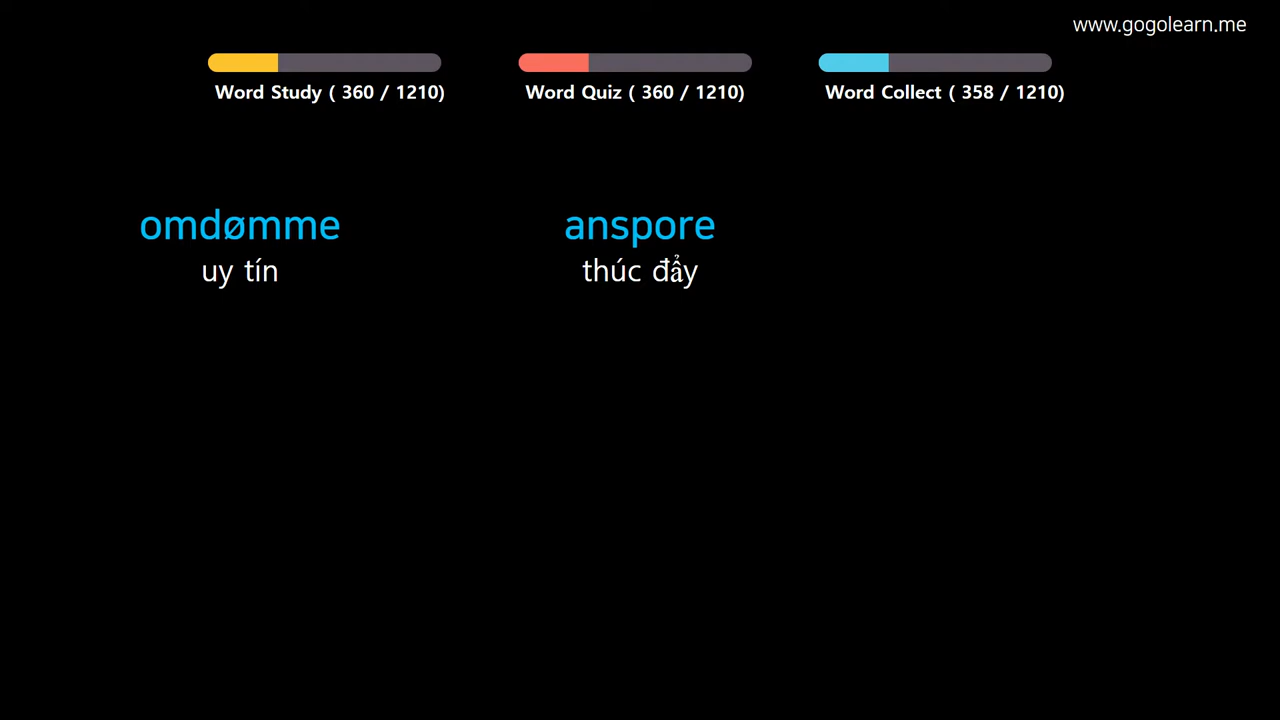 www.gogolearn.me
Word Study ( 360 / 1210)
Word Quiz ( 360 / 1210)
Word Collect ( 358 / 1210)
omdømme
uy tín
anspore
thúc đẩy